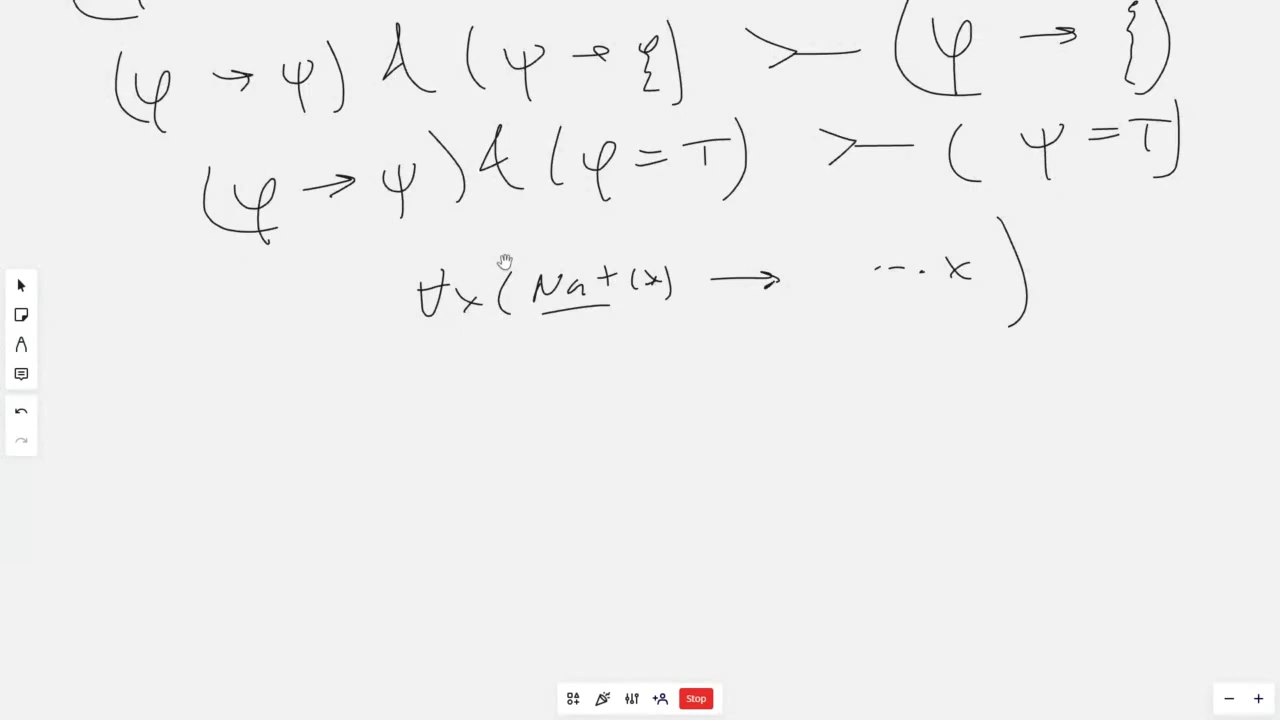 (φ → ψ) ∧ (ψ → ξ) ≻ (φ → ξ)
(φ → ψ) ∧ (φ = T) ≻ (ψ = T)
∀x (Nat(x) → .... x)
Stop